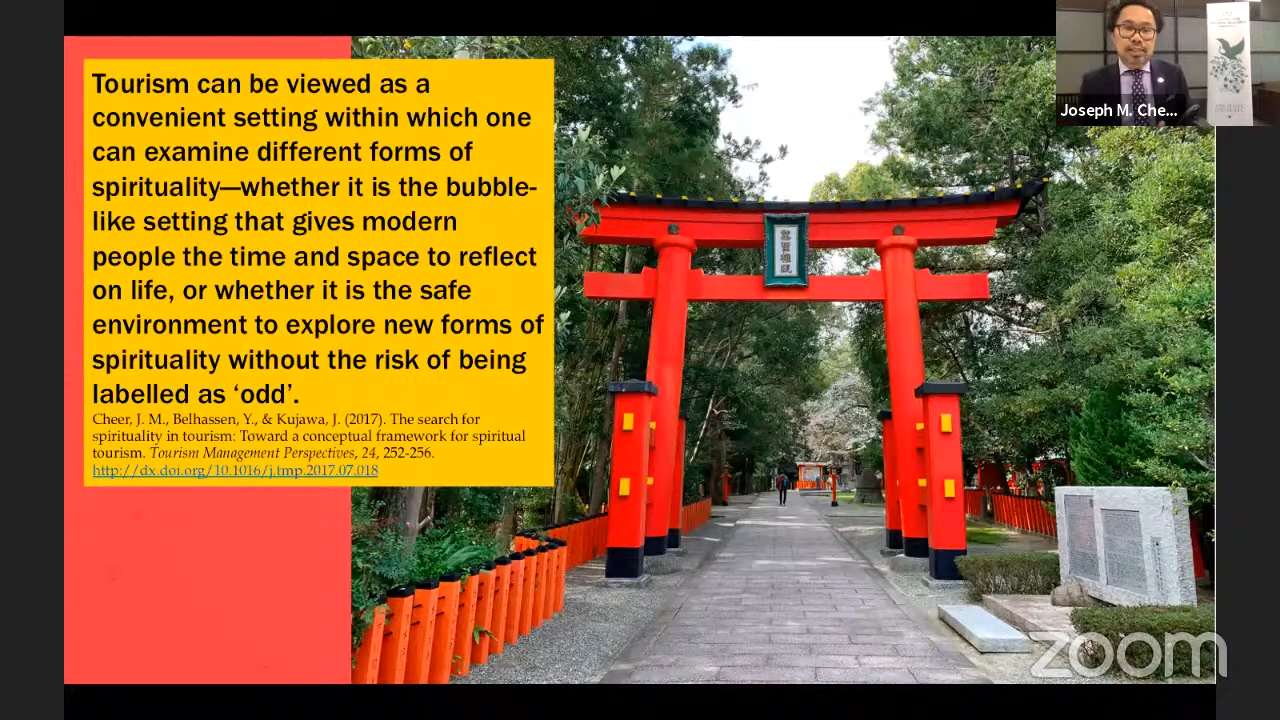 Tourism can be viewed as a
convenient setting within which one
can examine different forms of
spirituality—whether it is the bubble-
like setting that gives modern
people the time and space to reflect
on life, or whether it is the safe
environment to explore new forms of
spirituality without the risk of being
labelled as ‘odd’.
Cheer, J. M., Belhassen, Y., & Kujawa, J. (2017). The search for
spirituality in tourism: Toward a conceptual framework for spiritual
tourism. Tourism Management Perspectives, 24, 252-256.
http://dx.doi.org/10.1016/j.tmp.2017.07.018
Joseph M. Che...
zoom